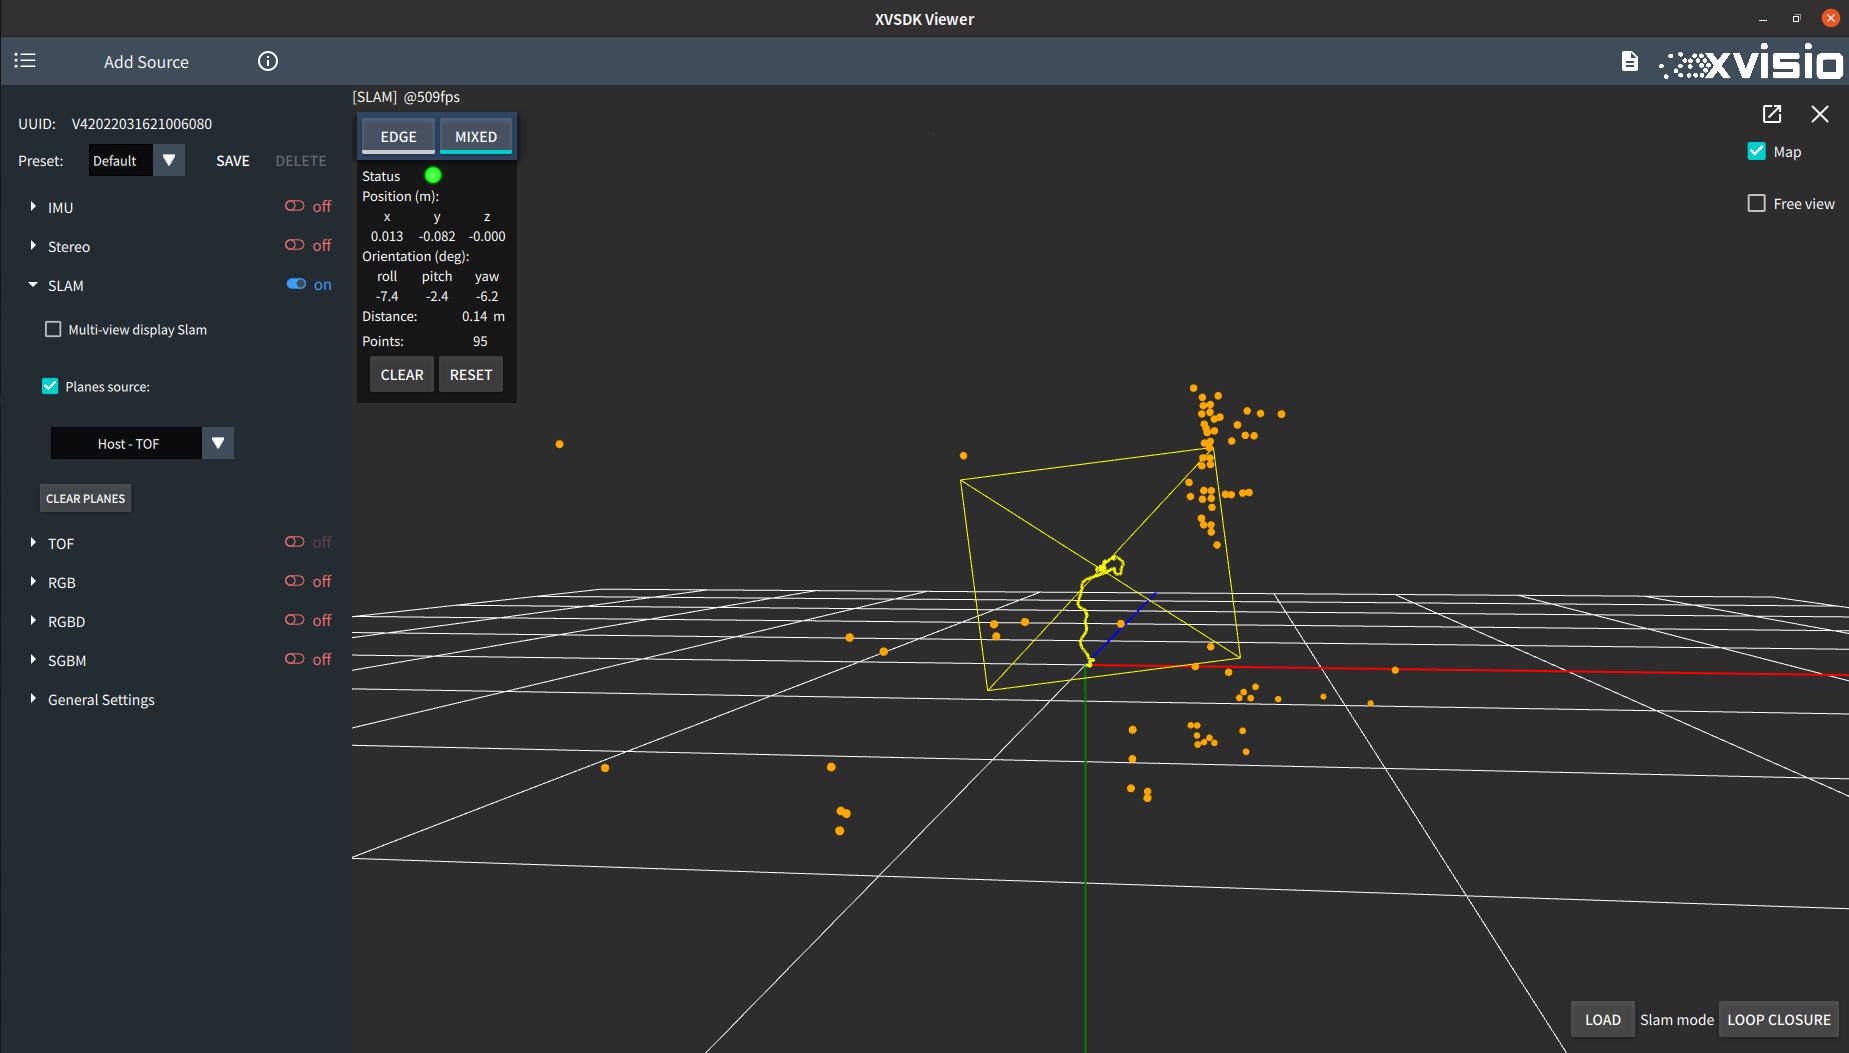 XVSDK Viewer
Add Source
xvisio
UUID: V42022031621006080
Preset: Default SAVE DELETE
IMU off
Stereo off
SLAM on
Multi-view display Slam
Planes source:
Host - TOF
CLEAR PLANES
TOF off
RGB off
RGBD off
SGBM off
General Settings
[SLAM] @509fps
EDGE MIXED
Status
Position (m):
x y z
0.013 -0.082 -0.000
Orientation (deg):
roll pitch yaw
-7.4 -2.4 -6.2
Distance: 0.14 m
Points: 95
CLEAR RESET
Map
Free view
LOAD Slam mode LOOP CLOSURE